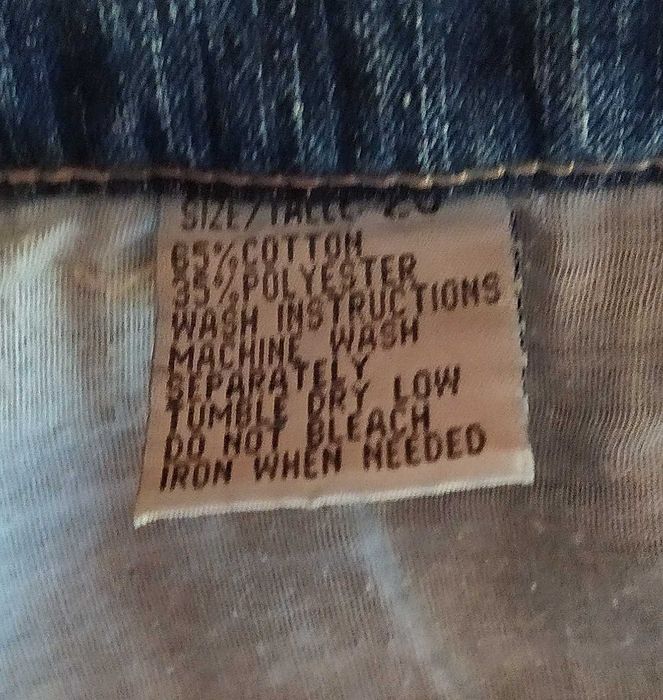 SIZE/TALLE
65%COTTON
35%POLYESTER
WASH INSTRUCTIONS
MACHINE WASH
SEPARATELY
TUMBLE DRY LOW
DO NOT BLEACH
IRON WHEN NEEDED